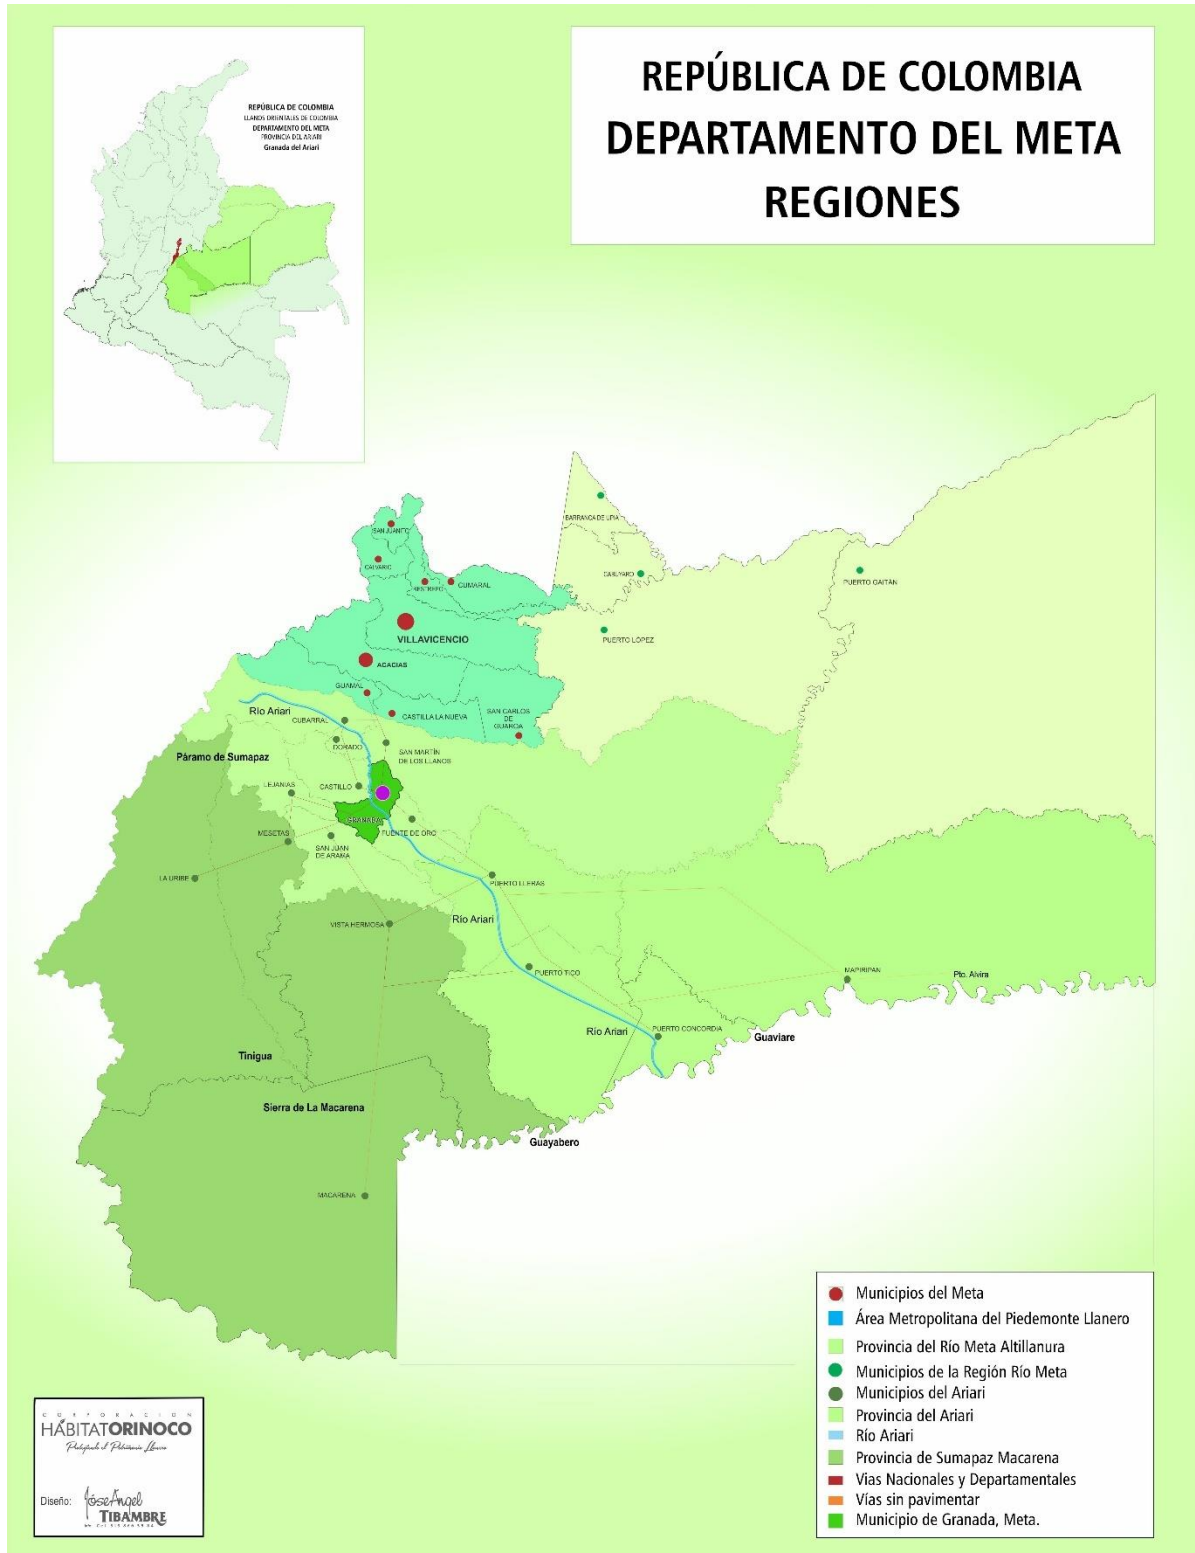 REPÚBLICA DE COLOMBIA
LLANOS ORIENTALES DE COLOMBIA
DEPARTAMENTO DEL META
PROVINCIA DEL ARIARI
Granada del Ariari
REPÚBLICA DE COLOMBIA
DEPARTAMENTO DEL META
REGIONES
BARRANCA DE UPIA
SAN JUANITO
CALVARIO
RESTREPO
CUMARAL
CABUYARO
PUERTO GAITÁN
VILLAVICENCIO
PUERTO LÓPEZ
ACACIAS
GUAMAL
Río Ariari
CUBARRAL
CASTILLA LA NUEVA
SAN CARLOS
DE
GUAROA
DORADO
SAN MARTÍN
DE LOS LLANOS
Páramo de Sumapaz
LEJANIAS
CASTILLO
GRANADA
MESETAS
FUENTE DE ORO
SAN JUAN
DE ARAMA
LA URIBE
PUERTO LLERAS
VISTA HERMOSA
Río Ariari
PUERTO TICO
MAPIRIPAN
Pto. Alvira
Río Ariari
PUERTO CONCORDIA
Guaviare
Tinigua
Sierra de La Macarena
Guayabero
MACARENA
Municipios del Meta
Área Metropolitana del Piedemonte Llanero
Provincia del Río Meta Altillanura
Municipios de la Región Río Meta
Municipios del Ariari
Provincia del Ariari
Río Ariari
Provincia de Sumapaz Macarena
Vias Nacionales y Departamentales
Vías sin pavimentar
Municipio de Granada, Meta.
CORPORACION
HÁBITATORINOCO
Diseño:
JoséAngel
TIBAMBRE